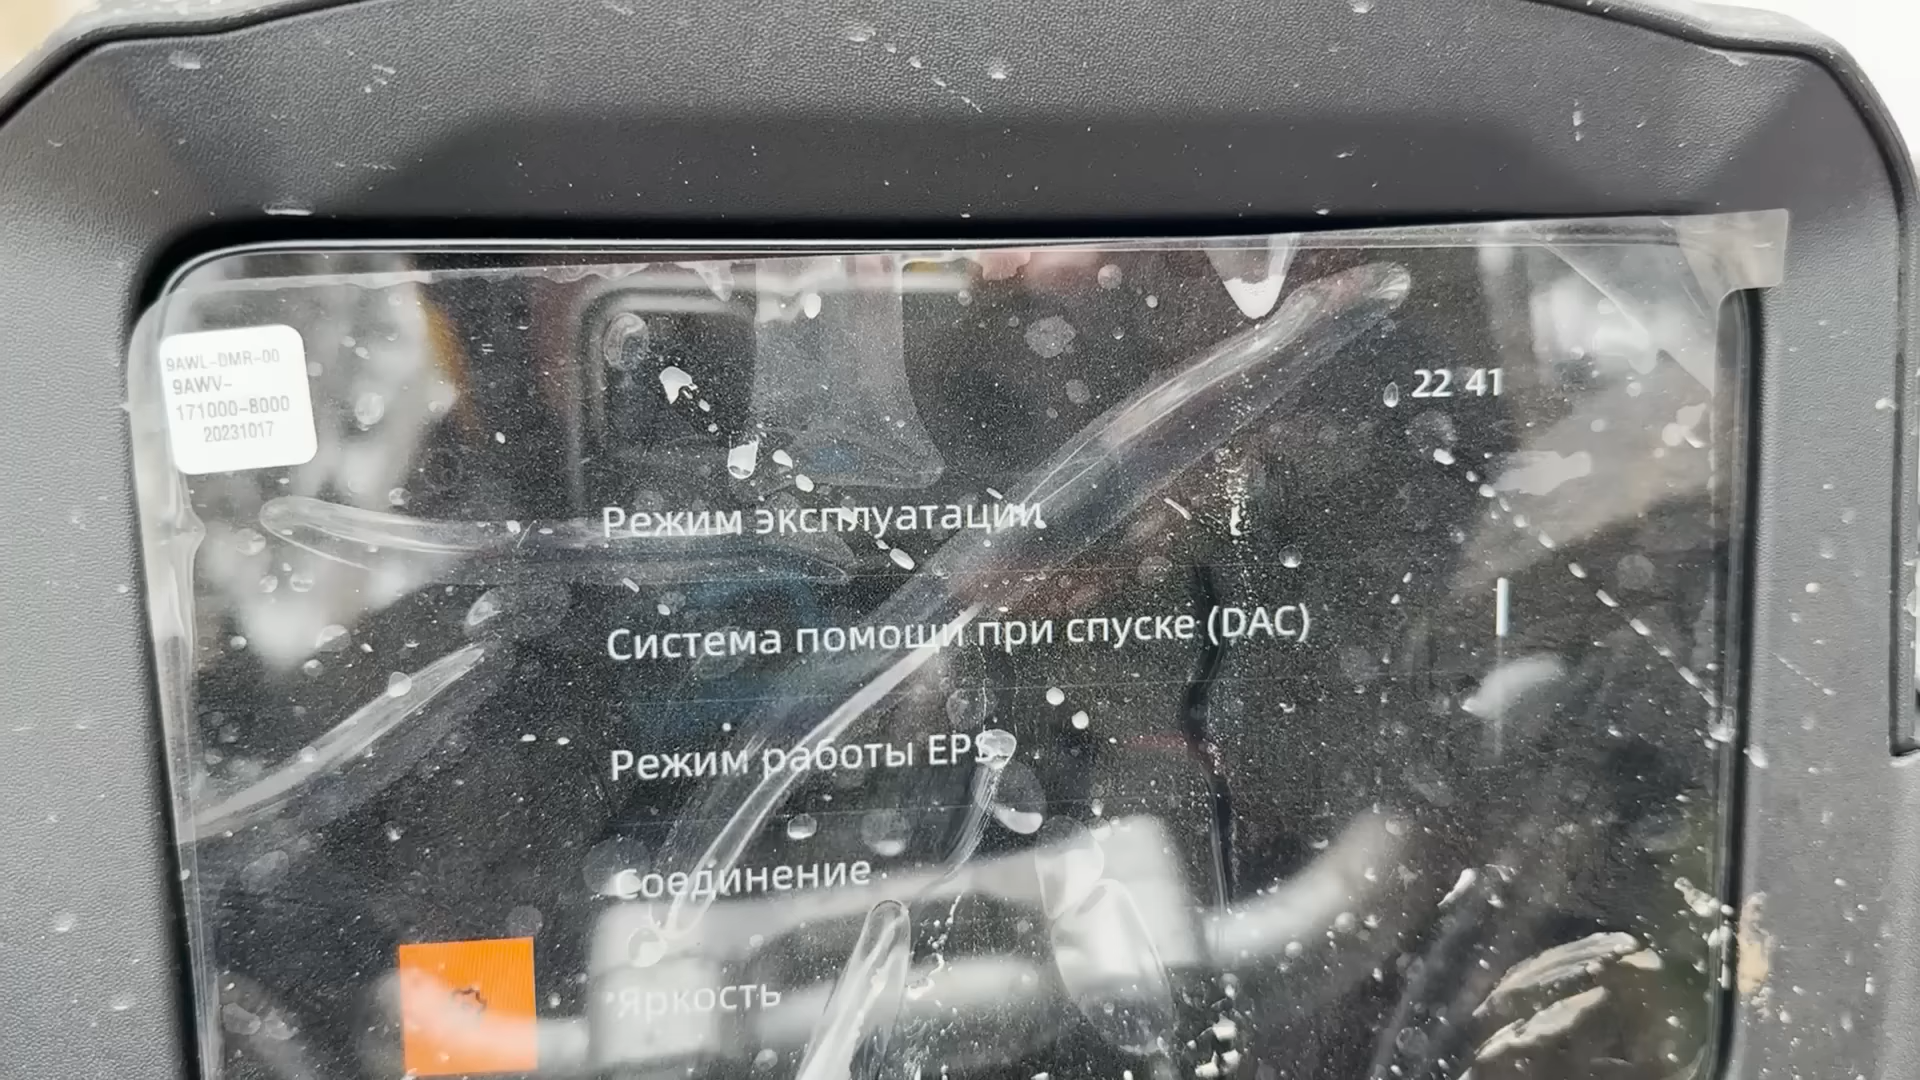 9AWL-DMR-00
9AWV-
171000-8000
20231017
22 41
Режим эксплуатации
Система помощи при спуске (DAC)
Режим работы EPS
Соединение
Яркость